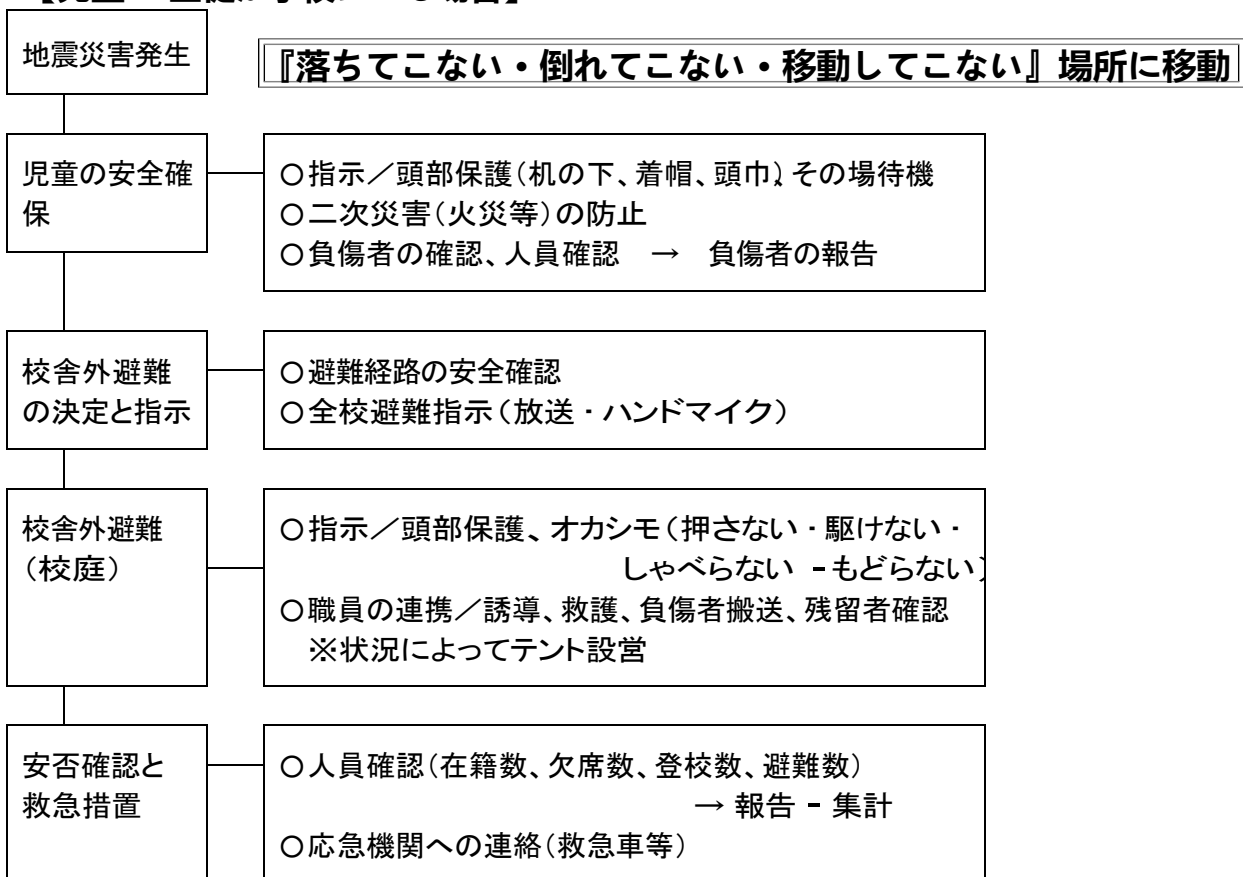 地震災害発生
『落ちてこない・倒れてこない・移動してこない』場所に移動
児童の安全確
保
○指示／頭部保護（机の下、着帽、頭巾）、その場待機
○二次災害（火災等）の防止
○負傷者の確認、人員確認　→　負傷者の報告
校舎外避難
の決定と指示
○避難経路の安全確認
○全校避難指示（放送・ハンドマイク）
校舎外避難
（校庭）
○指示／頭部保護、オカシモ（押さない・駆けない・
しゃべらない －もどらない）
○職員の連携／誘導、救護、負傷者搬送、残留者確認
※状況によってテント設営
安否確認と
救急措置
○人員確認（在籍数、欠席数、登校数、避難数）
→ 報告 － 集計
○応急機関への連絡（救急車等）